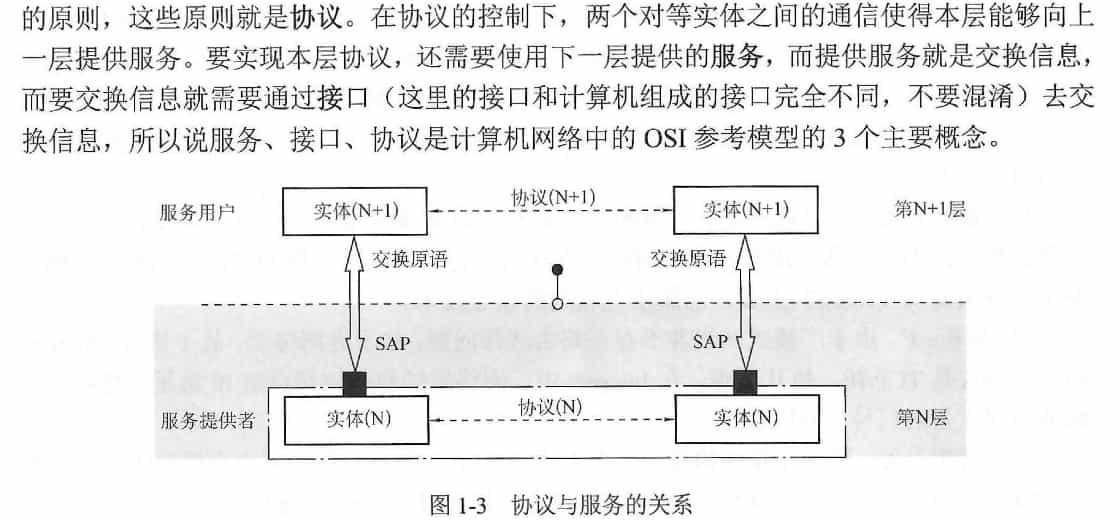 的原则，这些原则就是协议。在协议的控制下，两个对等实体之间的通信使得本层能够向上
一层提供服务。要实现本层协议，还需要使用下一层提供的服务，而提供服务就是交换信息，
而要交换信息就需要通过接口（这里的接口和计算机组成的接口完全不同，不要混淆）去交
换信息，所以说服务、接口、协议是计算机网络中的 OSI 参考模型的 3 个主要概念。
服务用户 实体(N+1) 协议(N+1) 实体(N+1) 第N+1层
交换原语 交换原语
SAP SAP
服务提供者 实体(N) 协议(N) 实体(N) 第N层
图 1-3 协议与服务的关系